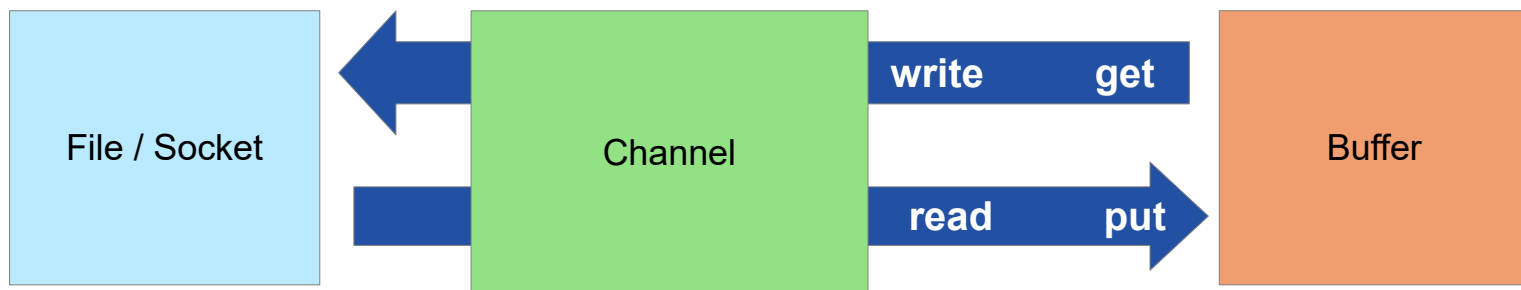 write get
File / Socket
Channel
Buffer
read put